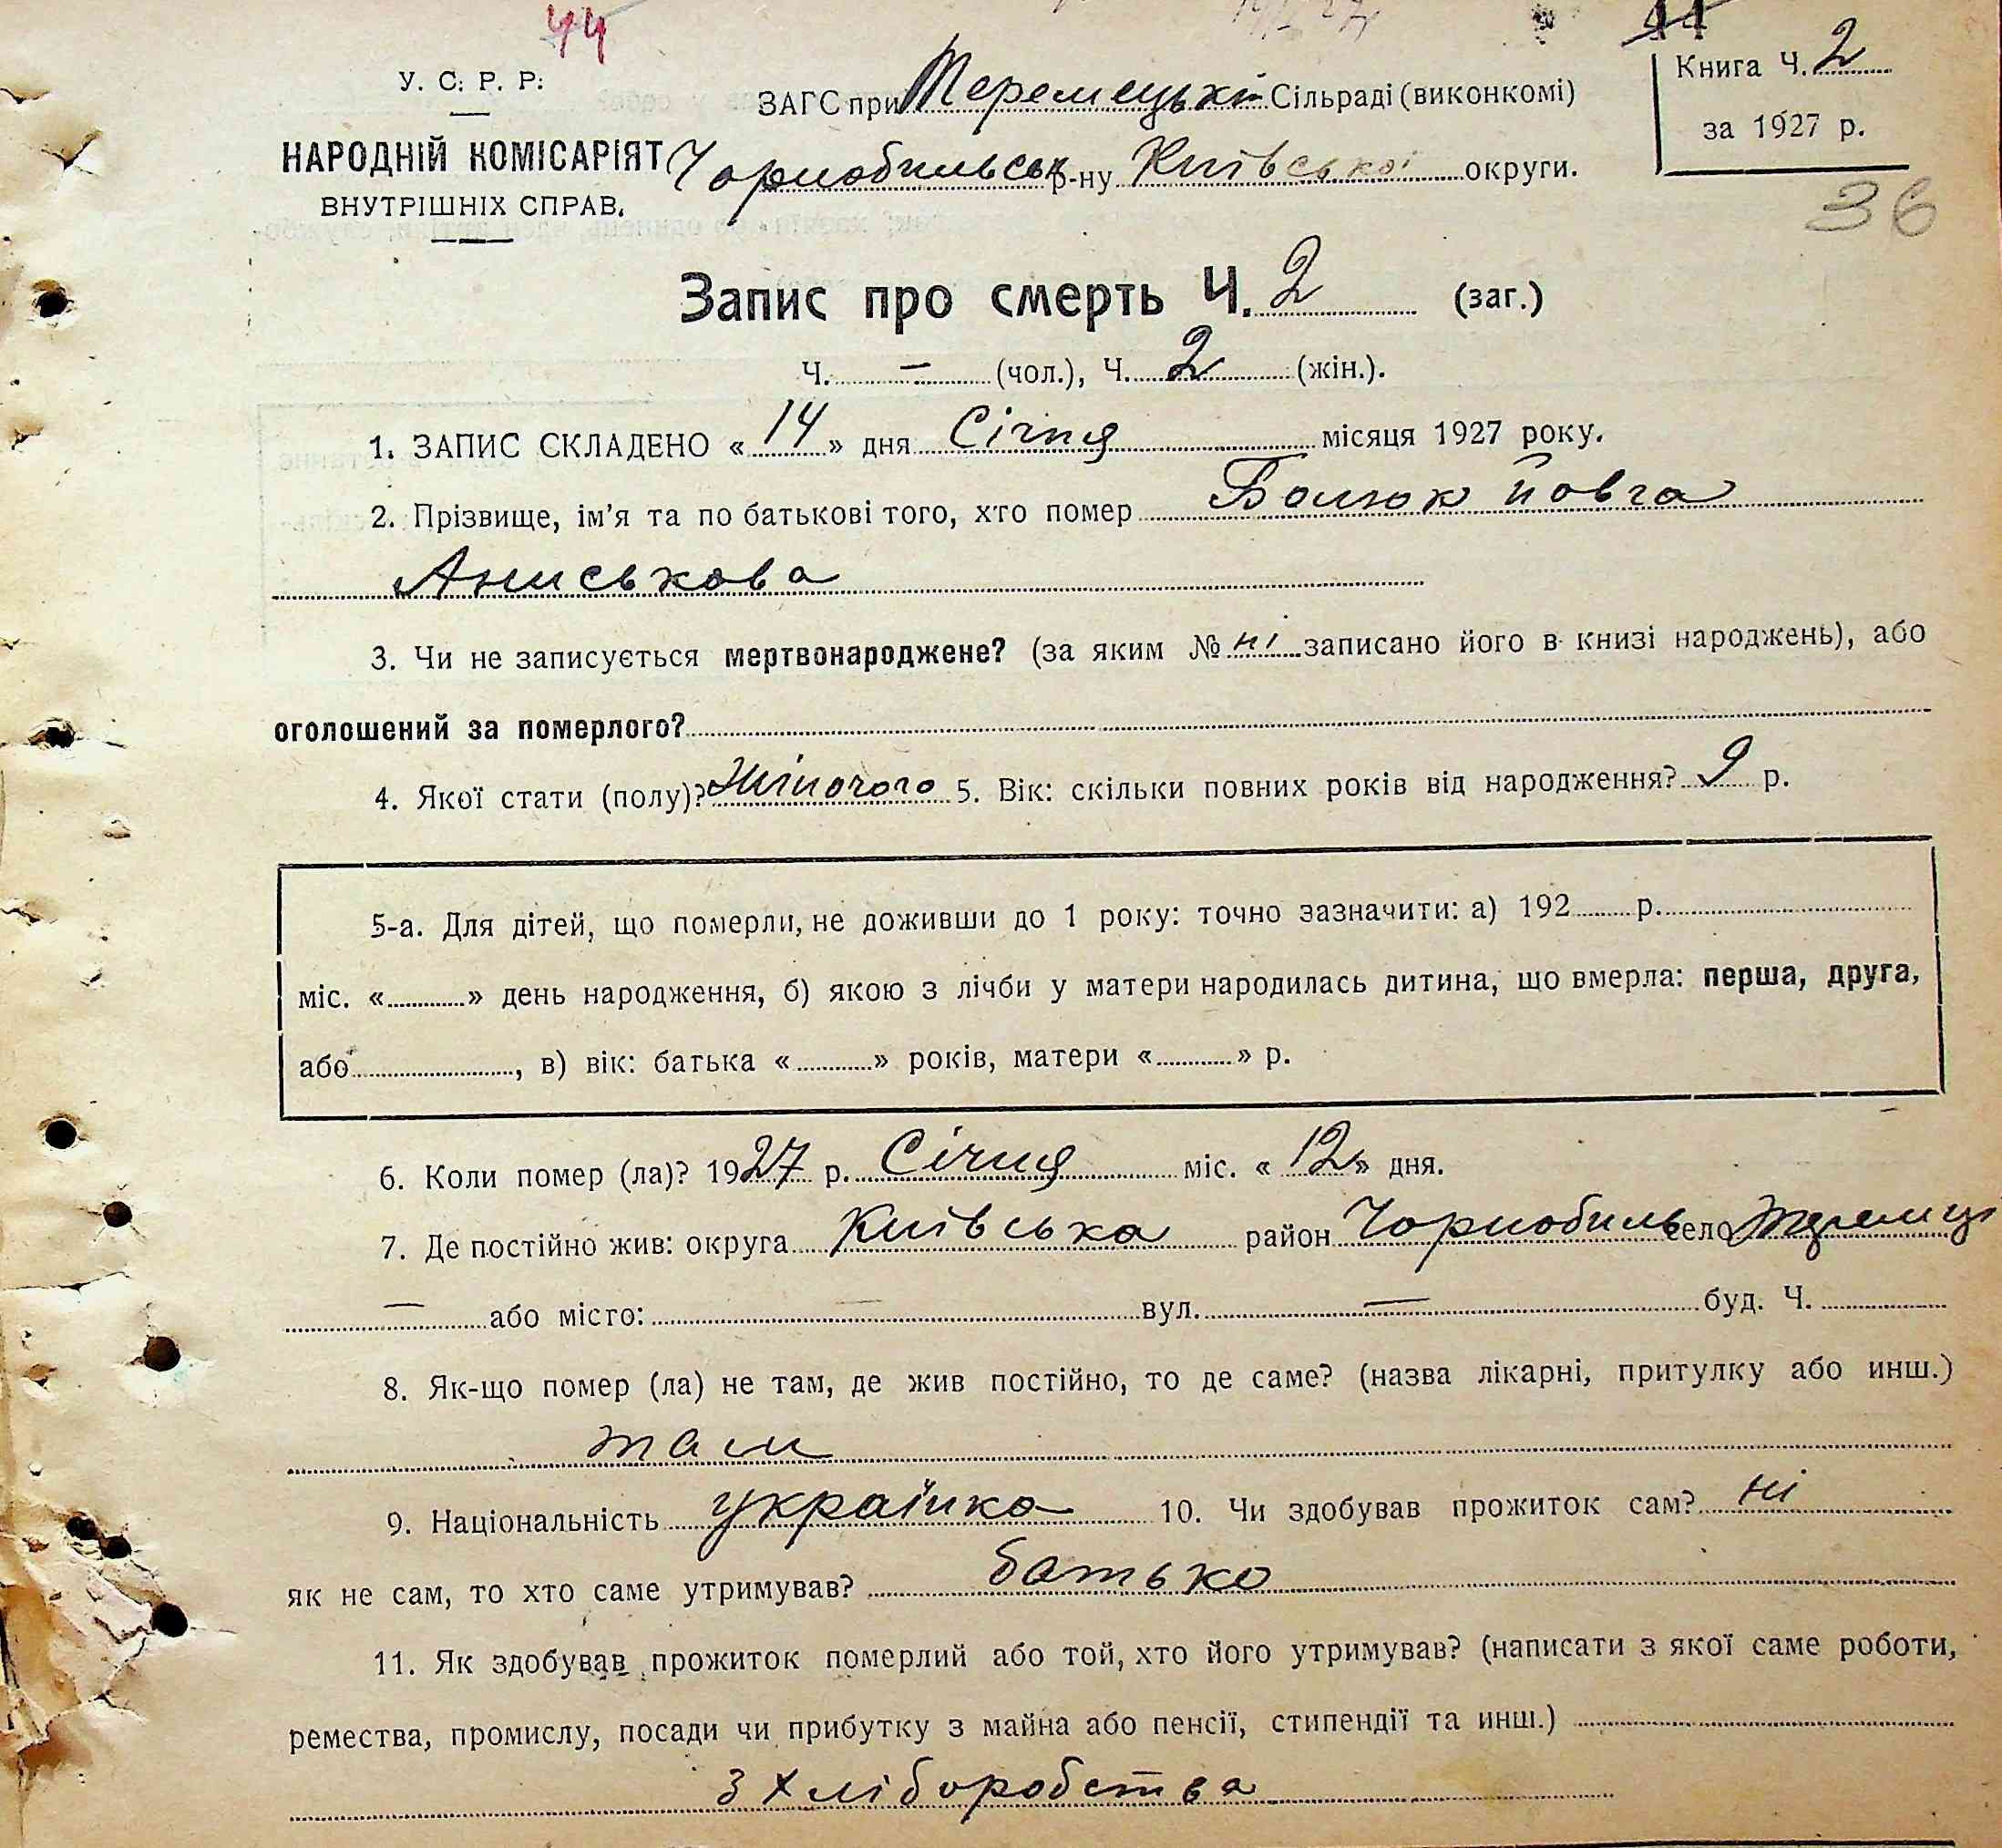 44
44
У. С. Р. Р.
ЗАГС при Теремецькі Сільраді (виконкомі)
Книга Ч. 2
за 1927 р.
НАРОДНІЙ КОМІСАРІЯТ
Чорнобильськ р-ну Київської округи.
ВНУТРІШНІХ СПРАВ.
36
Запис про смерть Ч. 2 (заг.)
Ч. — (чол.), Ч. 2 (жін.).
1. ЗАПИС СКЛАДЕНО « 14 » дня Січня місяця 1927 року.
2. Прізвище, ім'я та по батькові того, хто помер Болюк Йовга
Аниськова
3. Чи не записується мертвонароджене? (за яким № ні записано його в книзі народжень), або
оголошений за померлого?
4. Якої стати (полу)? Жіночого 5. Вік: скільки повних років від народження? 9 р.
5-а. Для дітей, що померли, не доживши до 1 року: точно зазначити: а) 192 р.
міс. « » день народження, б) якою з лічби у матери народилась дитина, що вмерла: перша, друга,
або , в) вік: батька « » років, матери « » р.
6. Коли помер (ла)? 1927 р. Січня міс. « 12 » дня.
7. Де постійно жив: округа Київська район Чорнобиль село Теремці
— або місто: — вул. — буд. Ч.
8. Як-що помер (ла) не там, де жив постійно, то де саме? (назва лікарні, притулку або инш.)
там
9. Національність українка 10. Чи здобував прожиток сам? ні
як не сам, то хто саме утримував? батько
11. Як здобував прожиток померлий або той, хто його утримував? (написати з якої саме роботи,
ремества, промислу, посади чи прибутку з майна або пенсії, стипендії та инш.)
з хліборобства